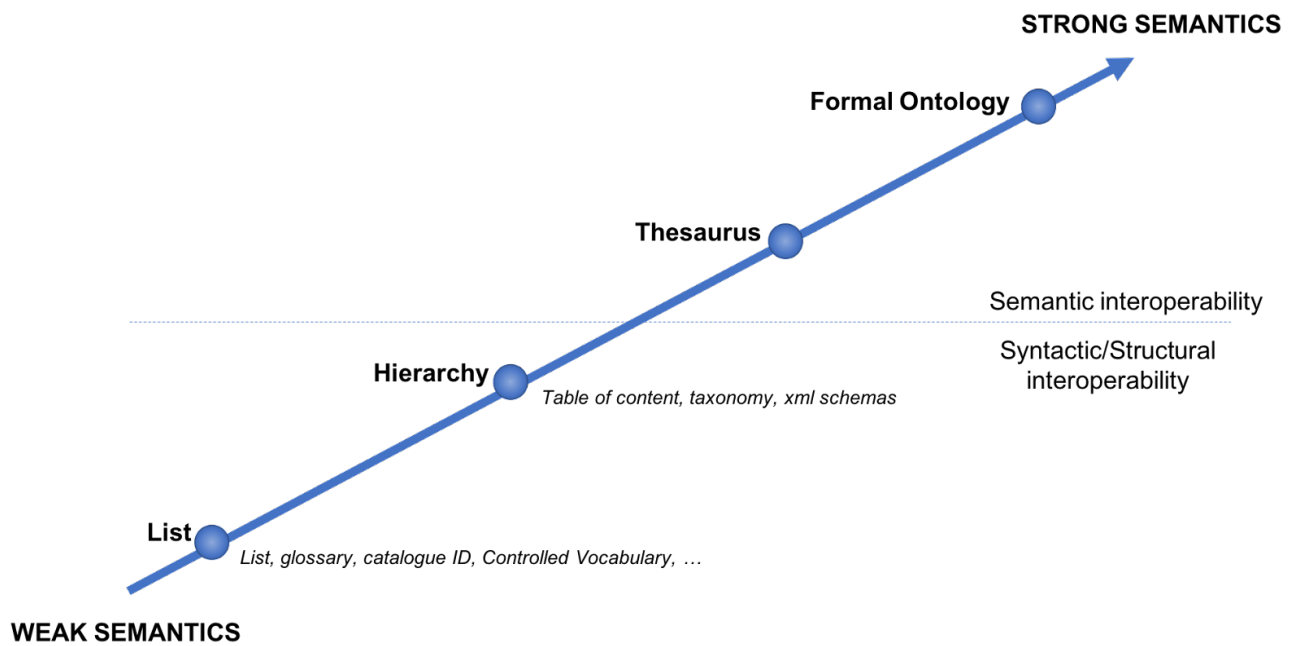 STRONG SEMANTICS
Formal Ontology
Thesaurus
Semantic interoperability
Syntactic/Structural
interoperability
Hierarchy
Table of content, taxonomy, xml schemas
List
List, glossary, catalogue ID, Controlled Vocabulary, …
WEAK SEMANTICS